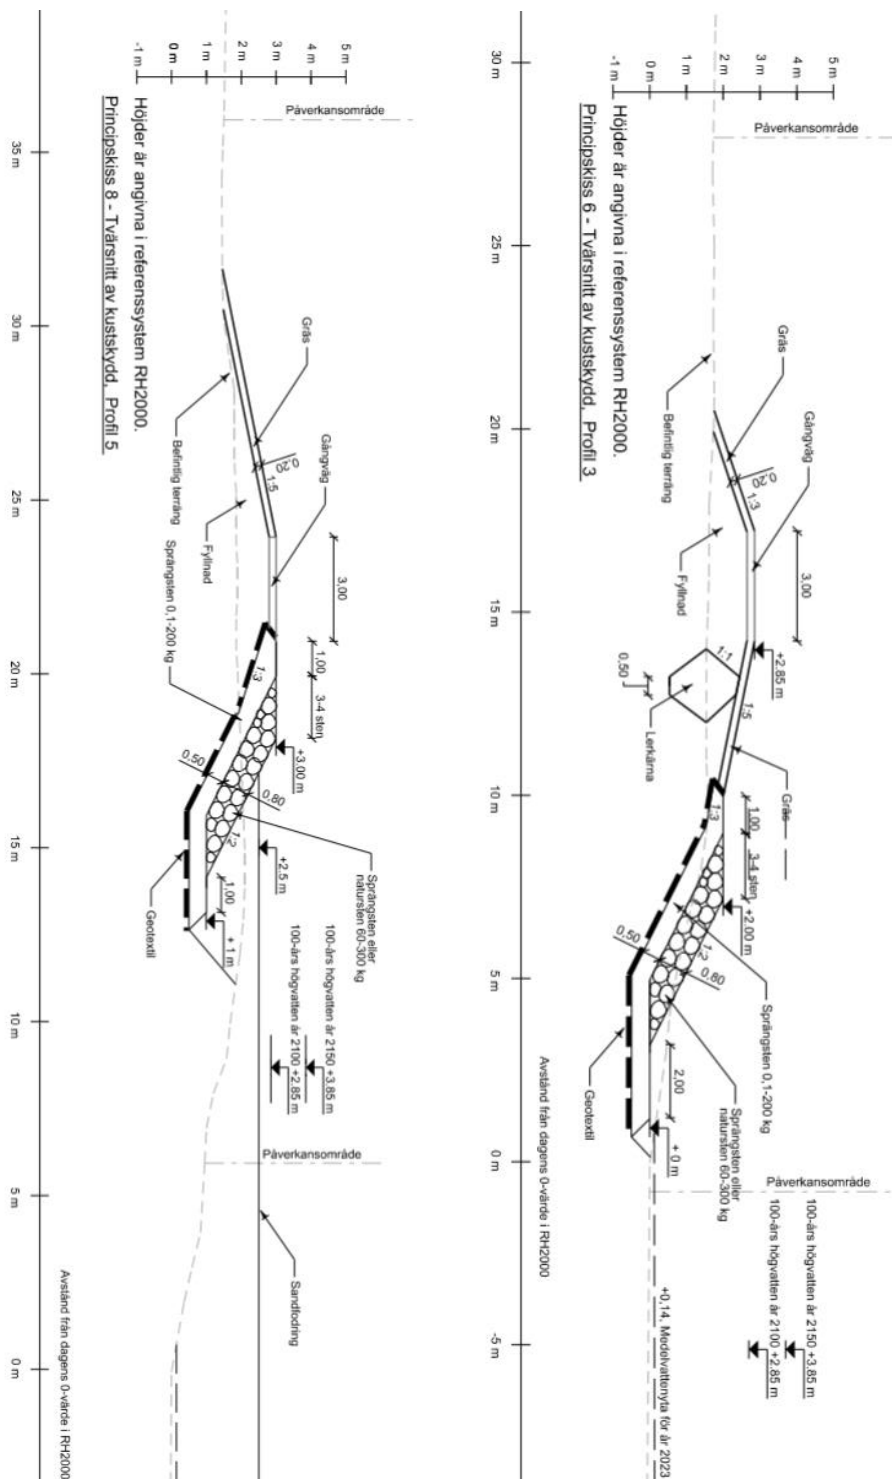 5 m
4 m
3 m
2 m
1 m
0 m
-1 m
Påverkansområde
Höjder är angivna i referenssystem RH2000.
Principskiss 6 - Tvärsnitt av kustskydd, Profil 3
Gräs
Gångväg
3,00
0,20
1:3
Befintlig terräng
Fyllnad
1:1
+2,85 m
0,50
Lerkärna
1:5
Gräs
1:3
1,00
3-4 sten
+2,00 m
0,50
1:2
0,80
Sprängsten 0,1-200 kg
Sprängsten eller
natursten 60-300 kg
Geotextil
2,00
+ 0 m
Påverkansområde
100-års högvatten år 2150 +3,85 m
100-års högvatten år 2100 +2,85 m
+0,14, Medelvattenyta för år 2023
30 m
25 m
20 m
15 m
10 m
5 m
0 m
-5 m
Avstånd från dagens 0-värde i RH2000
5 m
4 m
3 m
2 m
1 m
0 m
-1 m
Påverkansområde
Höjder är angivna i referenssystem RH2000.
Principskiss 8 - Tvärsnitt av kustskydd, Profil 5
Gräs
Gångväg
3,00
0,20
1:5
Befintlig terräng
Fyllnad
Sprängsten 0,1-200 kg
1:3
1,00
3-4 sten
+3,00 m
0,50
0,80
1:2
+2,5 m
Sprängsten eller
natursten 60-300 kg
1,00
+ 1 m
Geotextil
100-års högvatten år 2150 +3,85 m
100-års högvatten år 2100 +2,85 m
Påverkansområde
Sandfodring
35 m
30 m
25 m
20 m
15 m
10 m
5 m
0 m
Avstånd från dagens 0-värde i RH2000